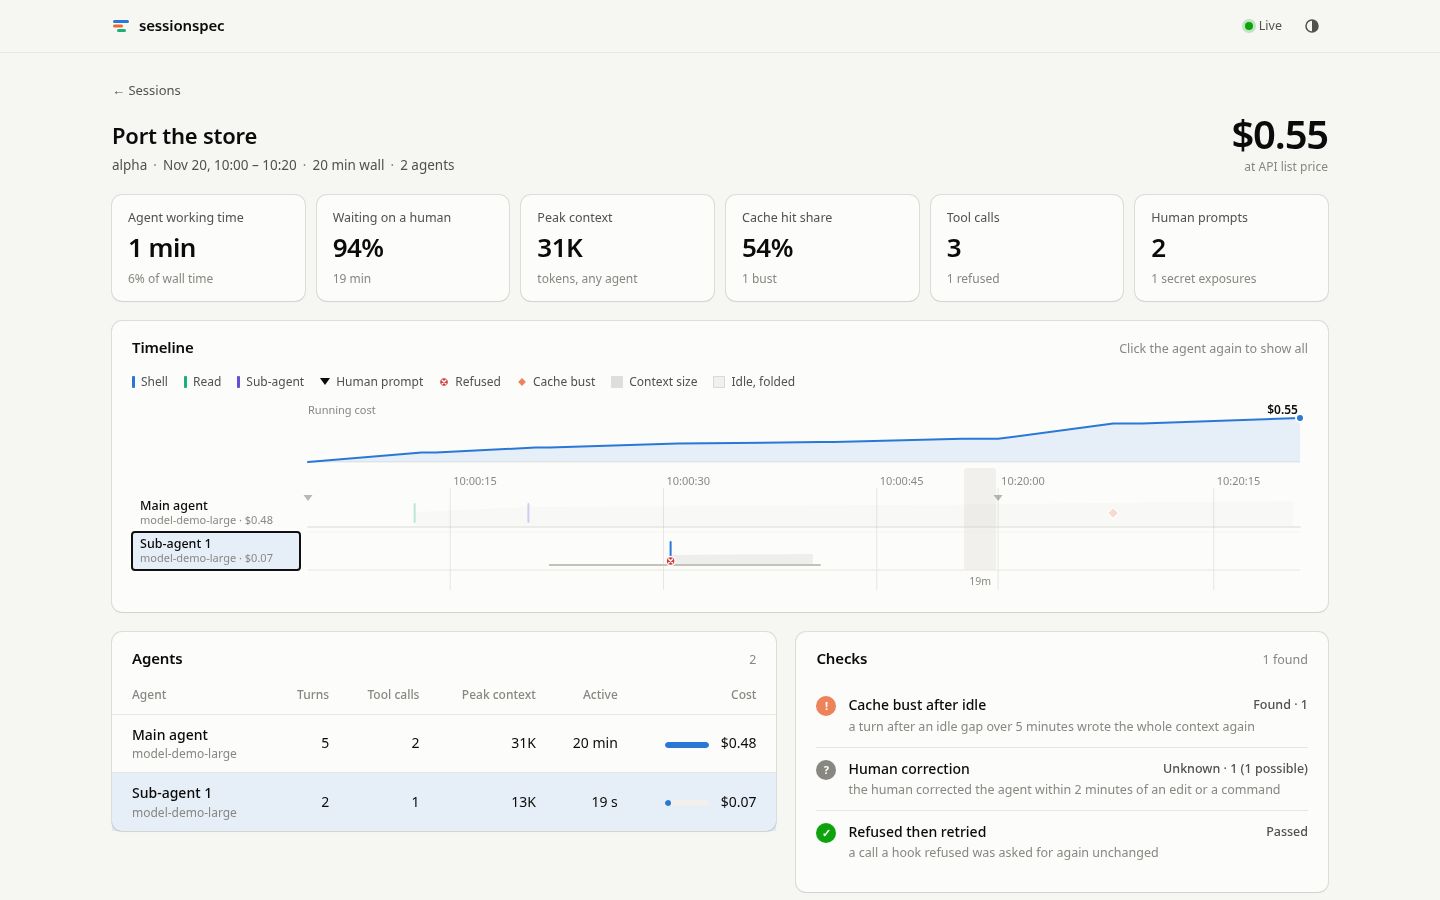 sessionspec
Live
← Sessions
Port the store
alpha · Nov 20, 10:00 – 10:20 · 20 min wall · 2 agents
$0.55
at API list price
Agent working time
1 min
6% of wall time
Waiting on a human
94%
19 min
Peak context
31K
tokens, any agent
Cache hit share
54%
1 bust
Tool calls
3
1 refused
Human prompts
2
1 secret exposures
Timeline
Click the agent again to show all
Shell Read Sub-agent Human prompt Refused Cache bust Context size Idle, folded
Running cost
$0.55
10:00:15 10:00:30 10:00:45 10:20:00 10:20:15
Main agent
model-demo-large · $0.48
Sub-agent 1
model-demo-large · $0.07
19m
Agents
2
Agent Turns Tool calls Peak context Active Cost
Main agent
model-demo-large
5 2 31K 20 min $0.48
Sub-agent 1
model-demo-large
2 1 13K 19 s $0.07
Checks
1 found
!
Cache bust after idle
Found · 1
a turn after an idle gap over 5 minutes wrote the whole context again
?
Human correction
Unknown · 1 (1 possible)
the human corrected the agent within 2 minutes of an edit or a command
✓
Refused then retried
Passed
a call a hook refused was asked for again unchanged